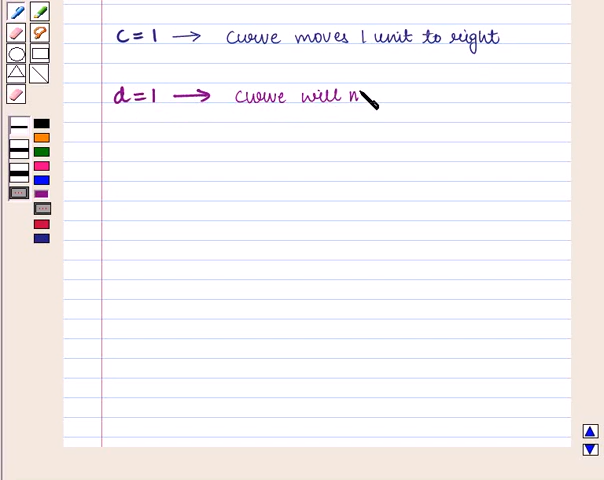 c = 1 → curve moves 1 unit to right
d = 1 → curve will m